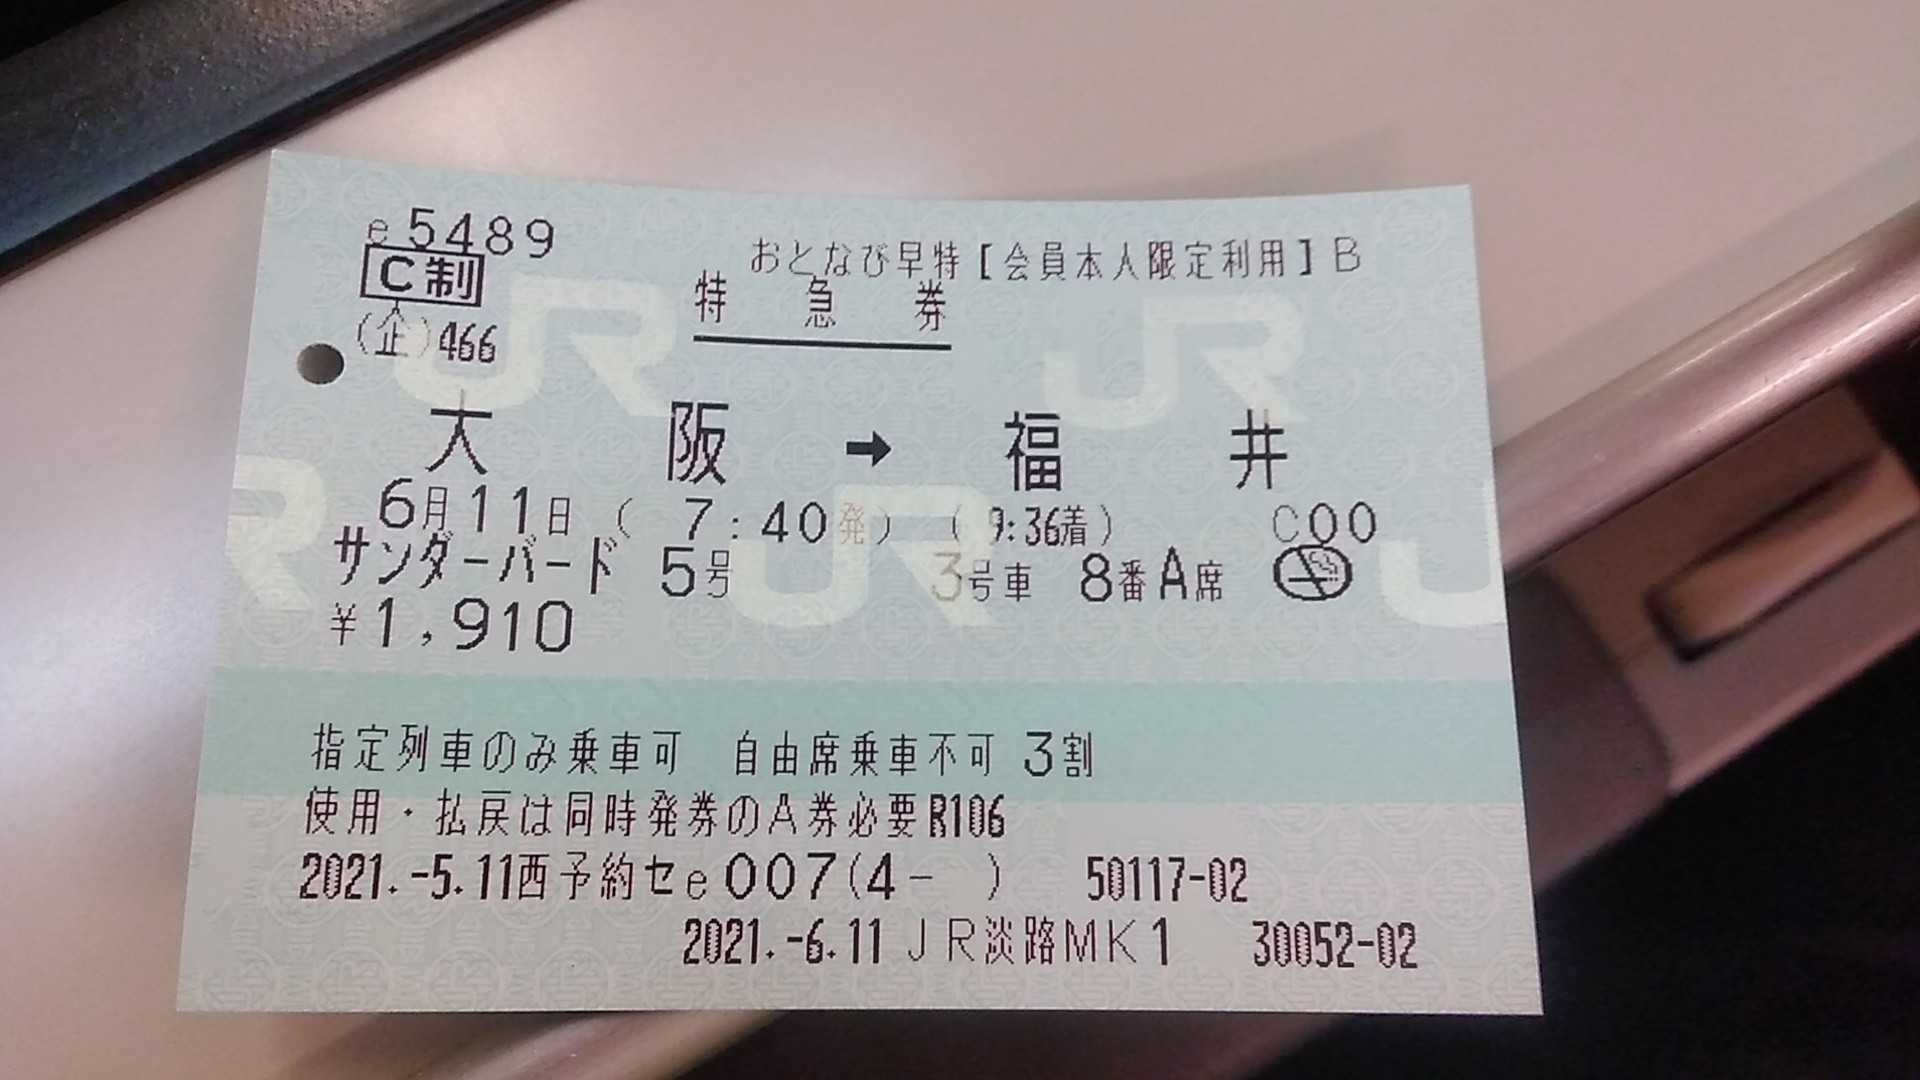 e5489
おとなび早特【会員本人限定利用】B
C制
特急券
(企)466
大阪➡福井
6月11日 (7:40発) (9:36着) C00
サンダーバード 5号 3号車 8番A席
¥1,910
指定列車のみ乗車可 自由席乗車不可 3割
使用・払戻は同時発券のA券必要R106
2021.-5.11西予約セe007(4- ) 50117-02
2021.-6.11 JR淡路MK1 30052-02
JR JR
JR JR JR